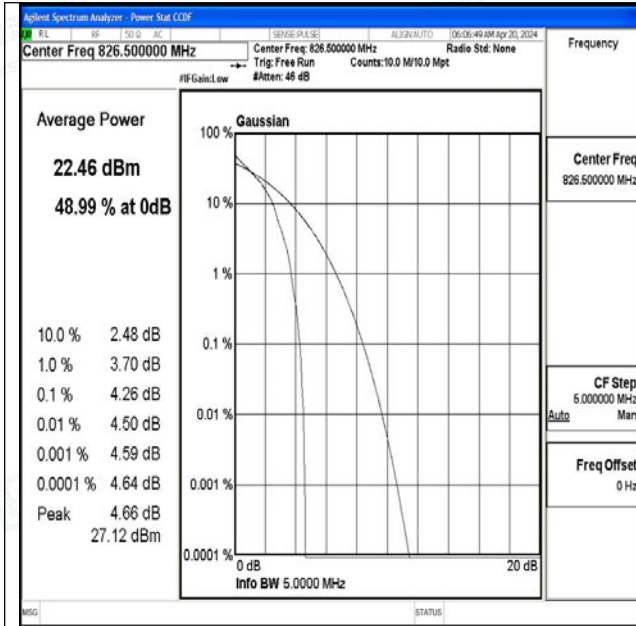 Agilent Spectrum Analyzer - Power Stat CCDF
RL RF 50 Ω AC SENSE:PULSE ALIGN AUTO 06:06:49 AM Apr 20, 2024
Center Freq 826.500000 MHz
Center Freq: 826.500000 MHz Radio Std: None
Trig: Free Run Counts:10.0 M/10.0 Mpt
#IFGain:Low #Atten: 46 dB
Frequency
Average Power
22.46 dBm
48.99 % at 0dB
10.0 % 2.48 dB
1.0 % 3.70 dB
0.1 % 4.26 dB
0.01 % 4.50 dB
0.001 % 4.59 dB
0.0001 % 4.64 dB
Peak 4.66 dB
27.12 dBm
Gaussian
100 %
10 %
1 %
0.1 %
0.01 %
0.001 %
0.0001 %
0 dB 20 dB
Info BW 5.0000 MHz
Center Freq
826.500000 MHz
CF Step
5.000000 MHz
Auto Man
Freq Offset
0 Hz
MSG STATUS